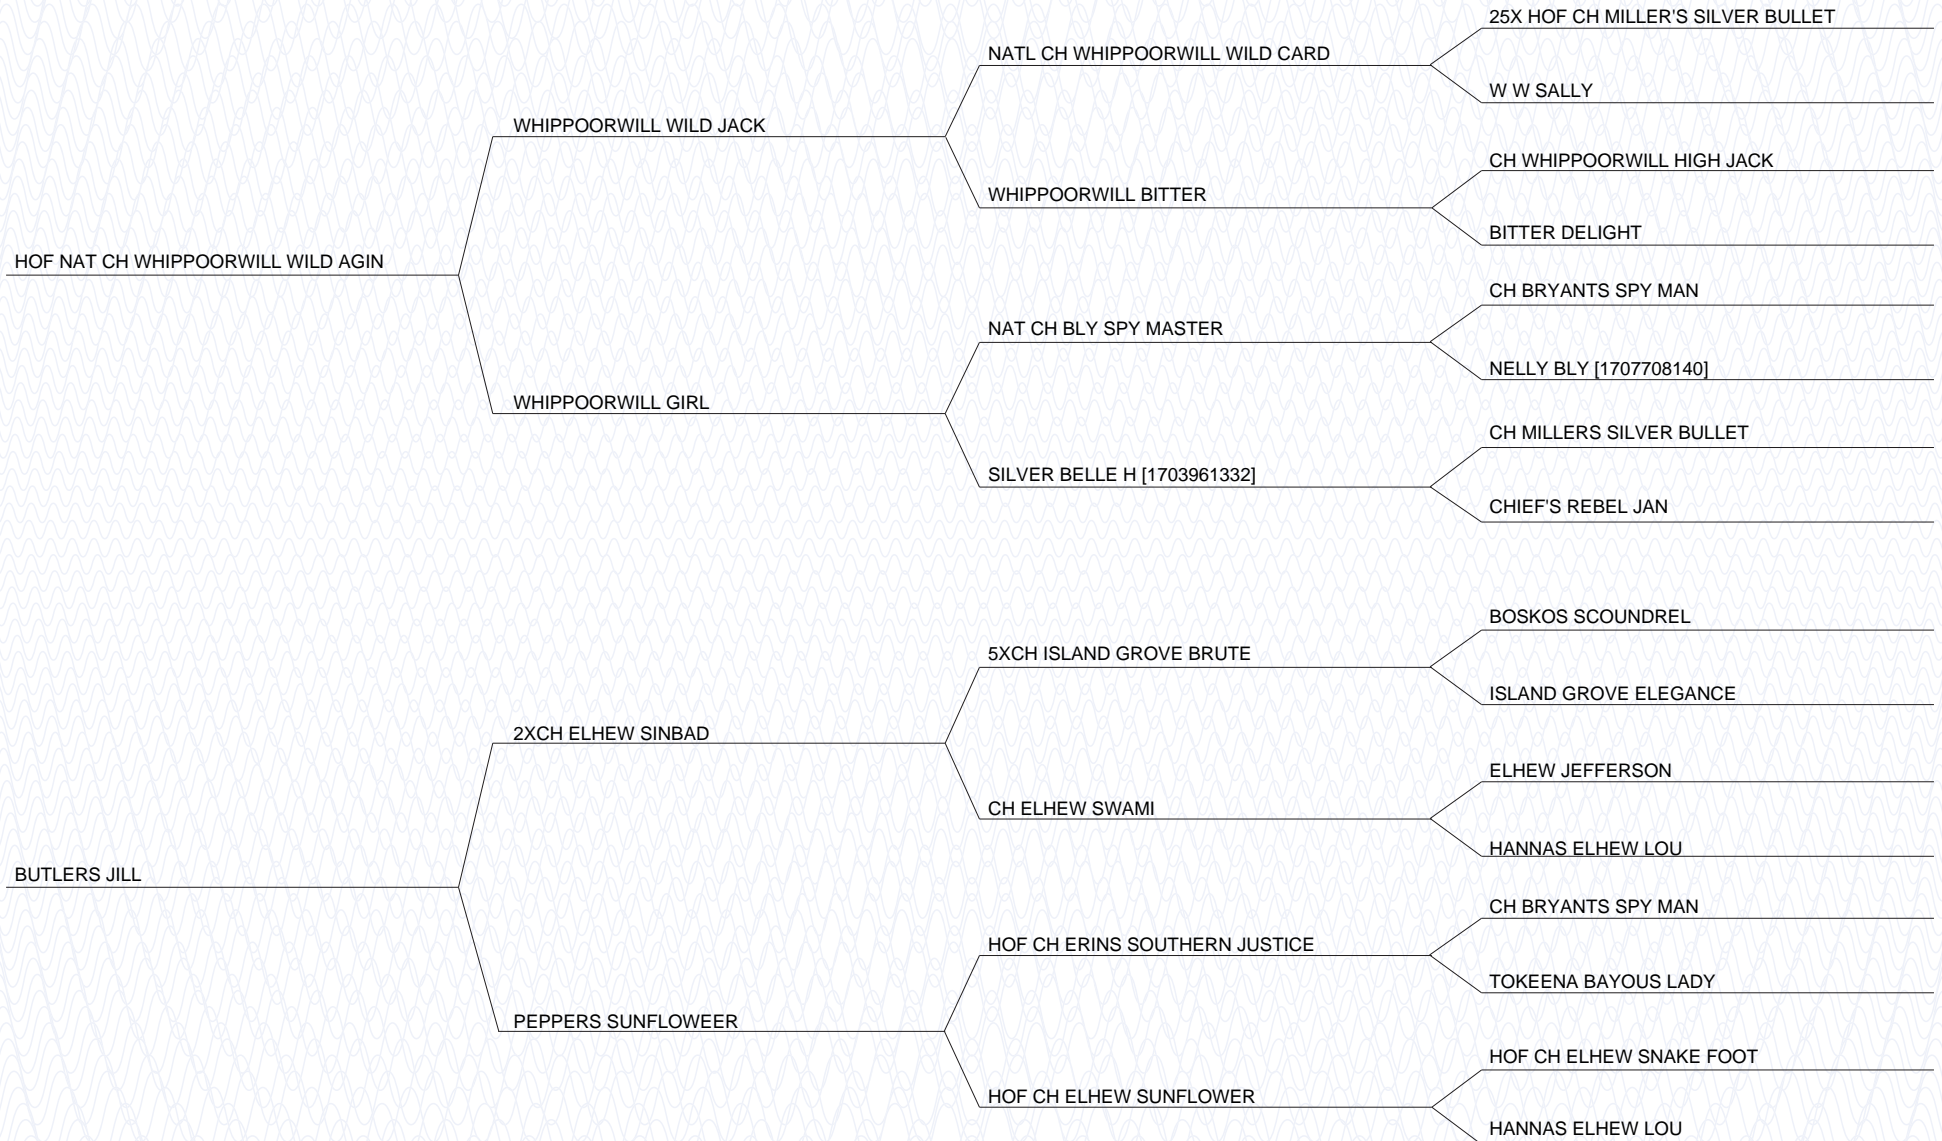 25X HOF CH MILLER'S SILVER BULLET
NATL CH WHIPPOORWILL WILD CARD
W W SALLY
WHIPPOORWILL WILD JACK
CH WHIPPOORWILL HIGH JACK
WHIPPOORWILL BITTER
BITTER DELIGHT
HOF NAT CH WHIPPOORWILL WILD AGIN
CH BRYANTS SPY MAN
NAT CH BLY SPY MASTER
NELLY BLY [1707708140]
WHIPPOORWILL GIRL
CH MILLERS SILVER BULLET
SILVER BELLE H [1703961332]
CHIEF'S REBEL JAN
BOSKOS SCOUNDREL
5XCH ISLAND GROVE BRUTE
ISLAND GROVE ELEGANCE
2XCH ELHEW SINBAD
ELHEW JEFFERSON
CH ELHEW SWAMI
HANNAS ELHEW LOU
BUTLERS JILL
CH BRYANTS SPY MAN
HOF CH ERINS SOUTHERN JUSTICE
TOKEENA BAYOUS LADY
PEPPERS SUNFLOWEER
HOF CH ELHEW SNAKE FOOT
HOF CH ELHEW SUNFLOWER
HANNAS ELHEW LOU